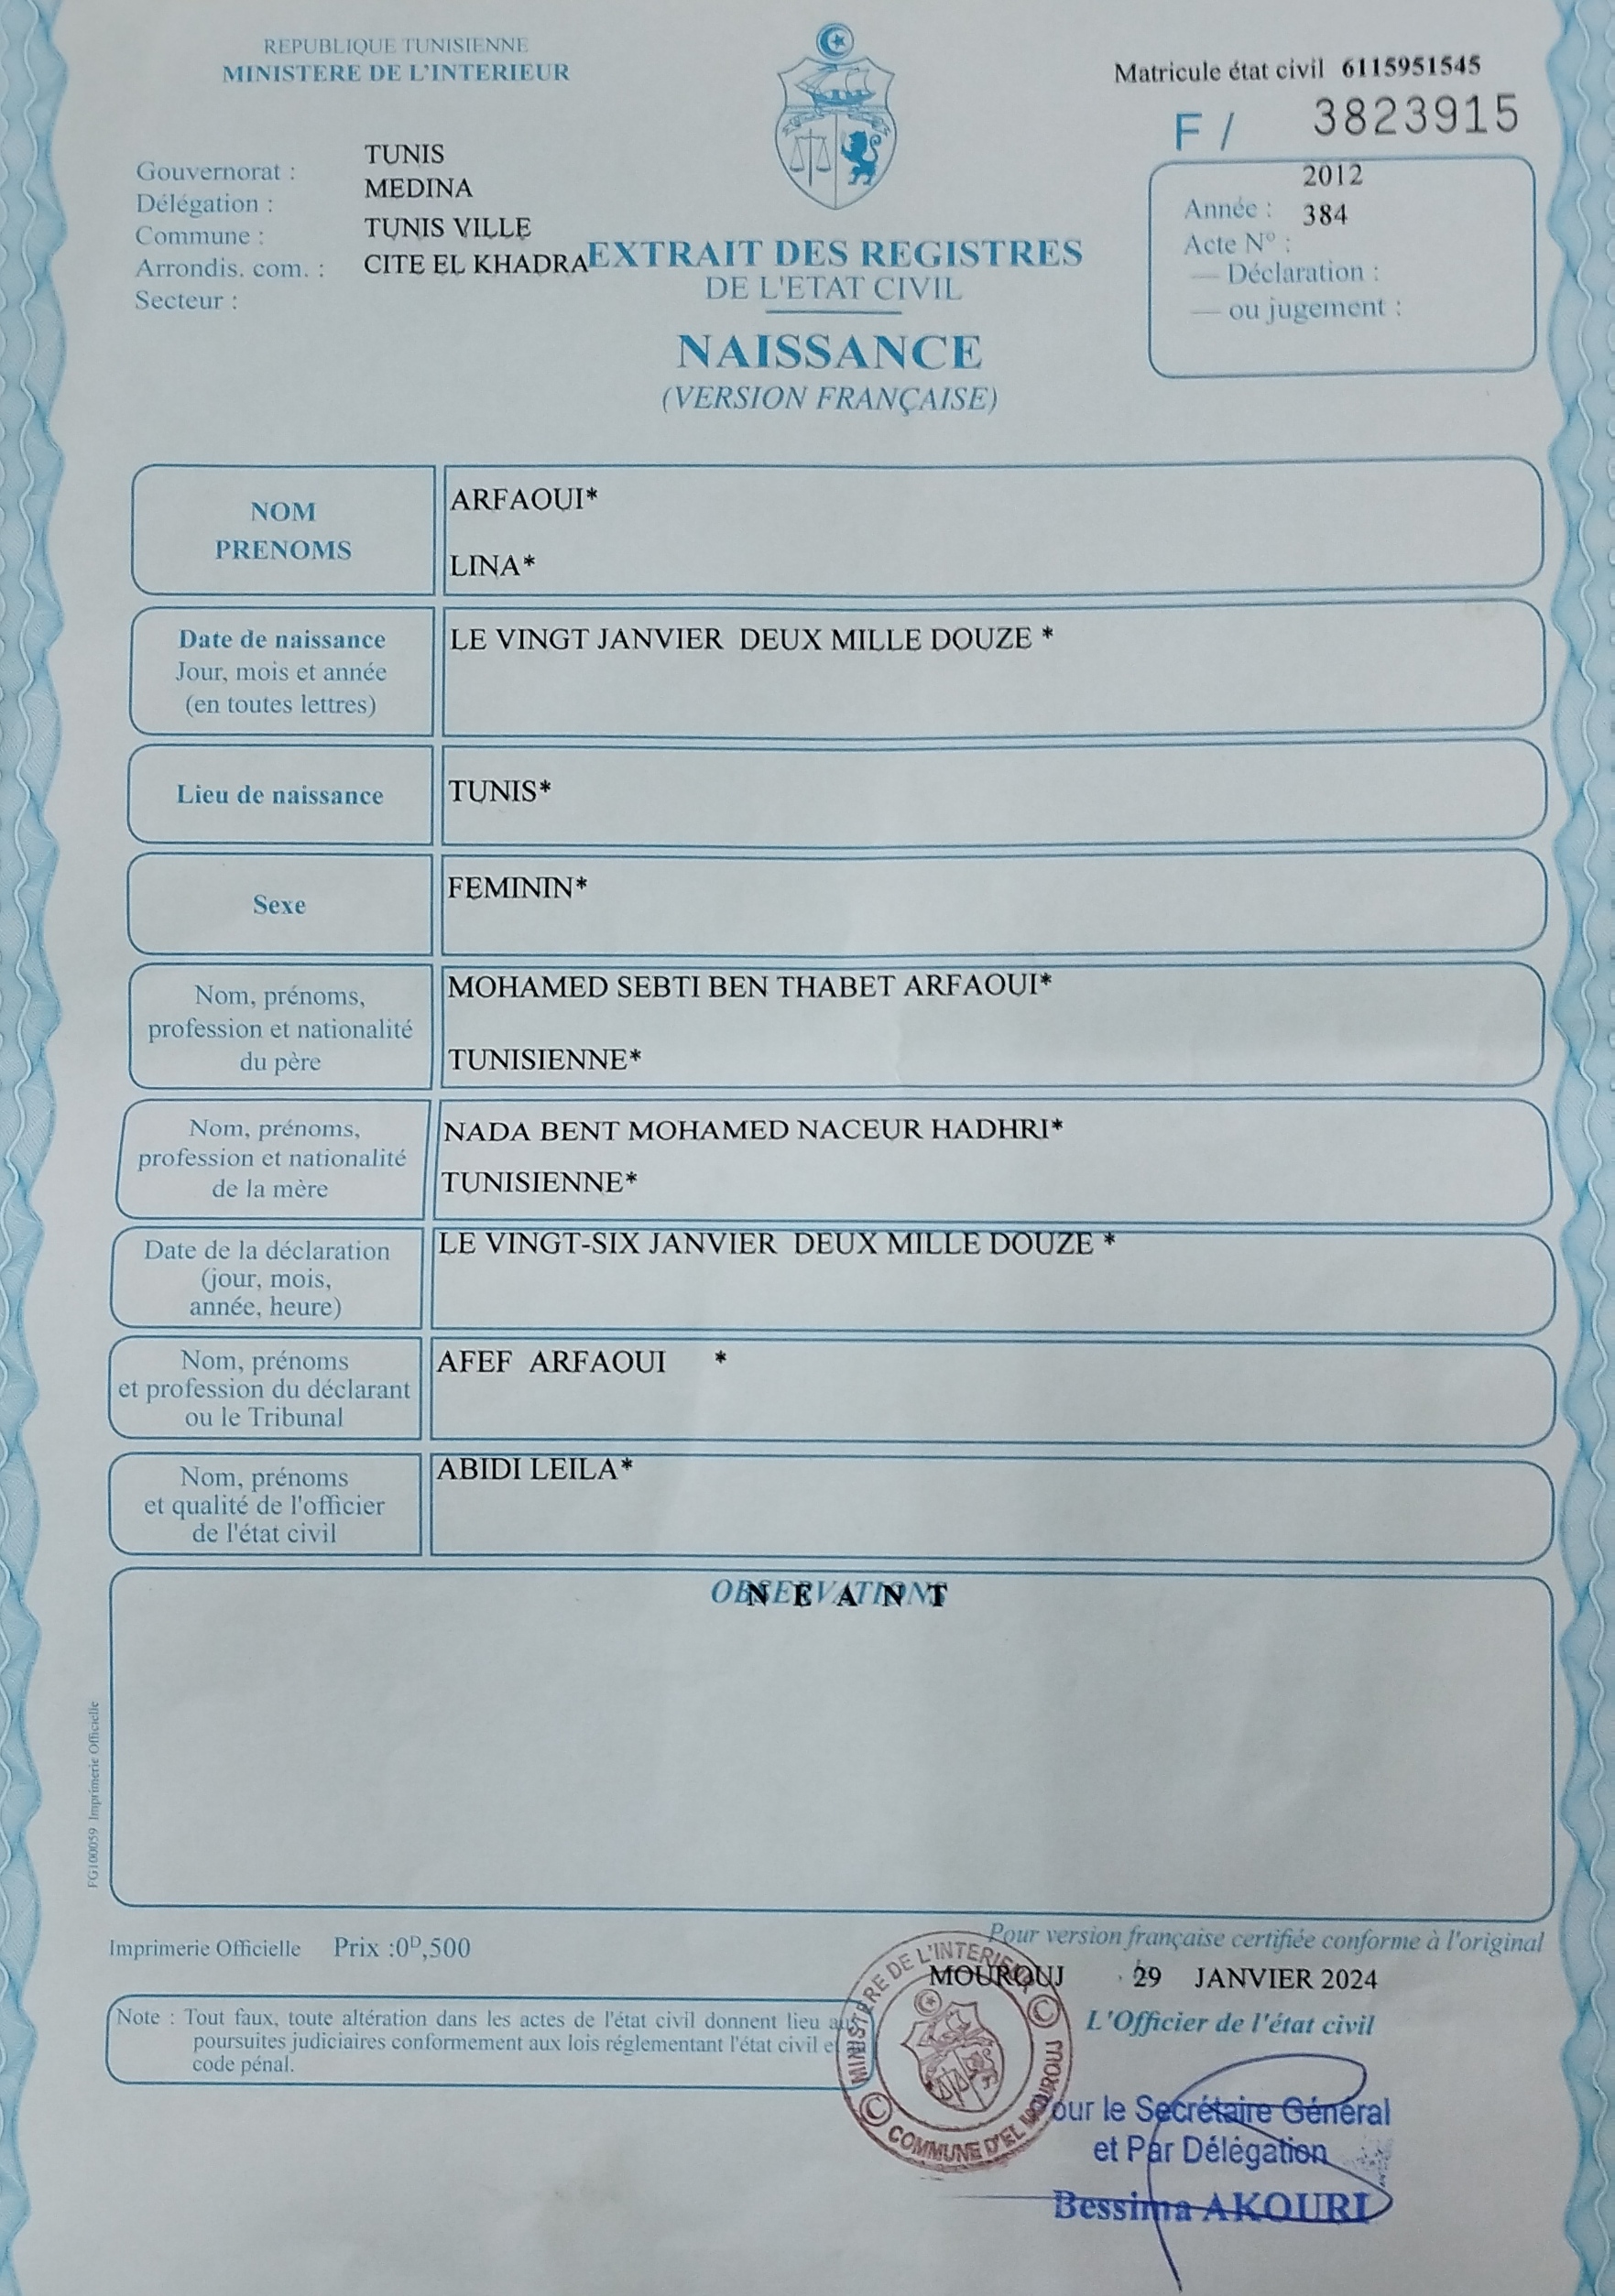 REPUBLIQUE TUNISIENNE
MINISTERE DE L'INTERIEUR
Matricule état civil 6115951545
F / 3823915
Gouvernorat : TUNIS
Délégation : MEDINA
Commune : TUNIS VILLE
Arrondis. com. : CITE EL KHADRA
Secteur :
2012
Année : 384
Acte N° :
— Déclaration :
— ou jugement :
EXTRAIT DES REGISTRES
DE L'ETAT CIVIL
NAISSANCE
(VERSION FRANÇAISE)
NOM
PRENOMS
ARFAOUI*
LINA*
Date de naissance
Jour, mois et année
(en toutes lettres)
LE VINGT JANVIER DEUX MILLE DOUZE *
Lieu de naissance
TUNIS*
Sexe
FEMININ*
Nom, prénoms,
profession et nationalité
du père
MOHAMED SEBTI BEN THABET ARFAOUI*
TUNISIENNE*
Nom, prénoms,
profession et nationalité
de la mère
NADA BENT MOHAMED NACEUR HADHRI*
TUNISIENNE*
Date de la déclaration
(jour, mois,
année, heure)
LE VINGT-SIX JANVIER DEUX MILLE DOUZE *
Nom, prénoms
et profession du déclarant
ou le Tribunal
AFEF ARFAOUI *
Nom, prénoms
et qualité de l'officier
de l'état civil
ABIDI LEILA*
OBSERVATIONS
N E A N T
FG100059 Imprimerie Officielle
Imprimerie Officielle Prix :0D,500
Pour version française certifiée conforme à l'original
MOUROUJ 29 JANVIER 2024
L'Officier de l'état civil
Note : Tout faux, toute altération dans les actes de l'état civil donnent lieu aux
poursuites judiciaires conformement aux lois réglementant l'état civil et
code pénal.
MINISTERE DE L'INTERIEUR
COMMUNE D'EL MOUROUJ
Pour le Secrétaire Général
et Par Délégation
Bessima AKOURI